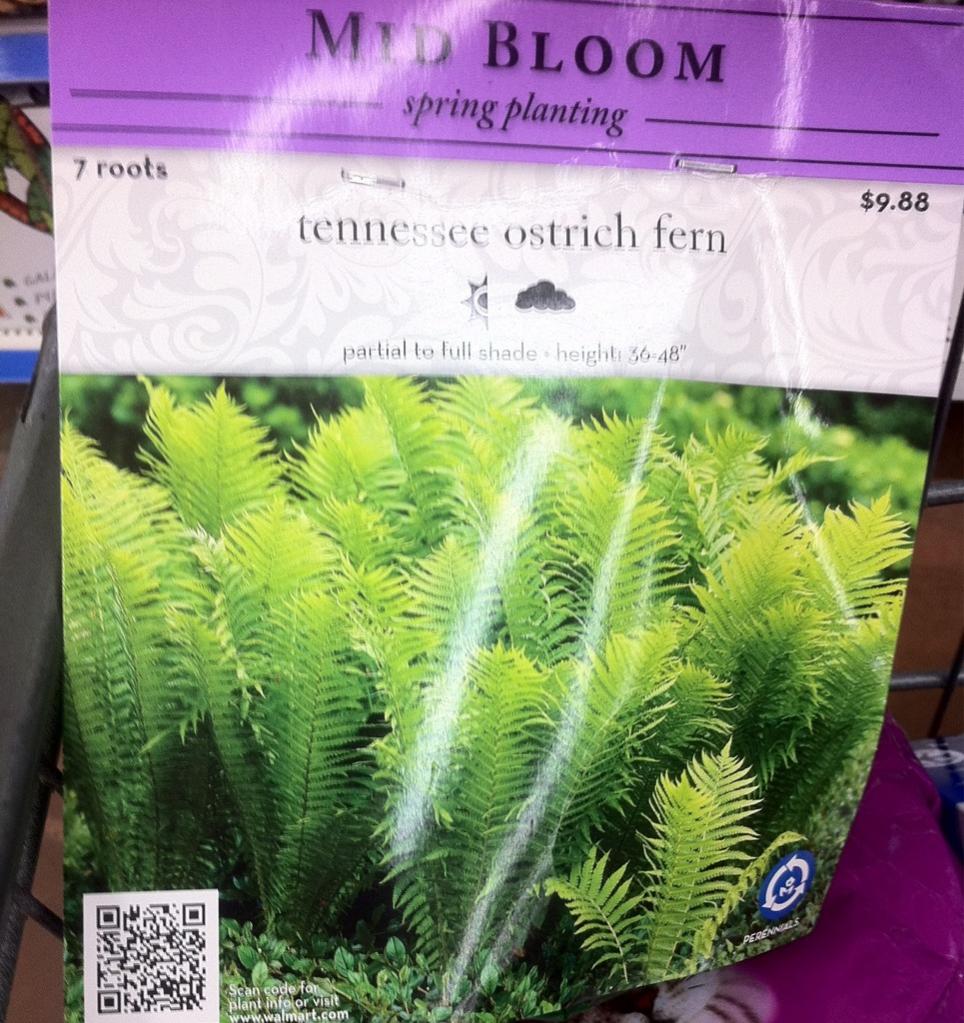 MID BLOOM
spring planting
7 roots
$9.88
tennessee ostrich fern
partial to full shade • height: 36-48"
PERENNIALS
Scan code for
plant info or visit
www.walmart.com